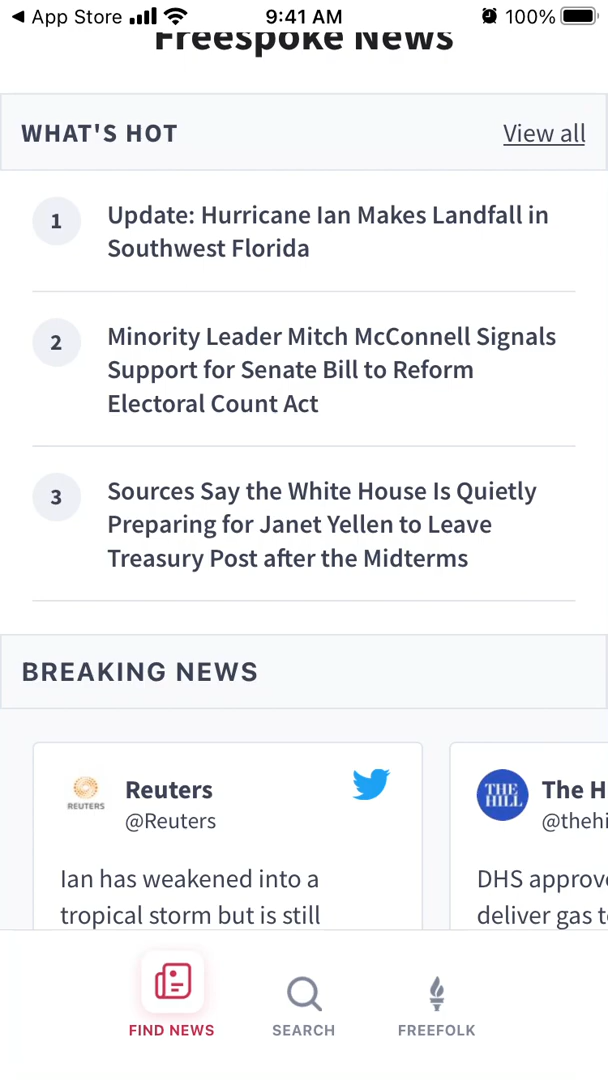 App Store
9:41 AM
100%
Freespoke News
WHAT'S HOT
View all
1
Update: Hurricane Ian Makes Landfall in
Southwest Florida
2
Minority Leader Mitch McConnell Signals
Support for Senate Bill to Reform
Electoral Count Act
3
Sources Say the White House Is Quietly
Preparing for Janet Yellen to Leave
Treasury Post after the Midterms
BREAKING NEWS
REUTERS
Reuters
@Reuters
Ian has weakened into a
tropical storm but is still
THE
HILL
The H
@thehi
DHS approv
deliver gas t
FIND NEWS
SEARCH
FREEFOLK